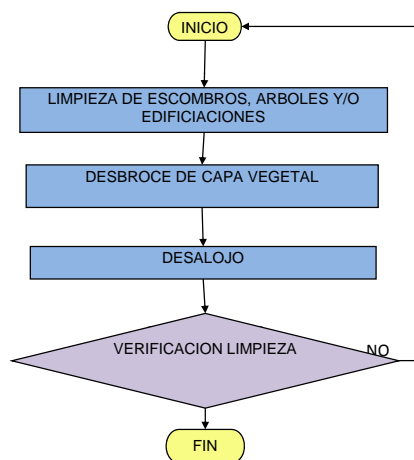 INICIO
LIMPIEZA DE ESCOMBROS, ARBOLES Y/O
EDIFICIACIONES
DESBROCE DE CAPA VEGETAL
DESALOJO
VERIFICACION LIMPIEZA
NO
FIN